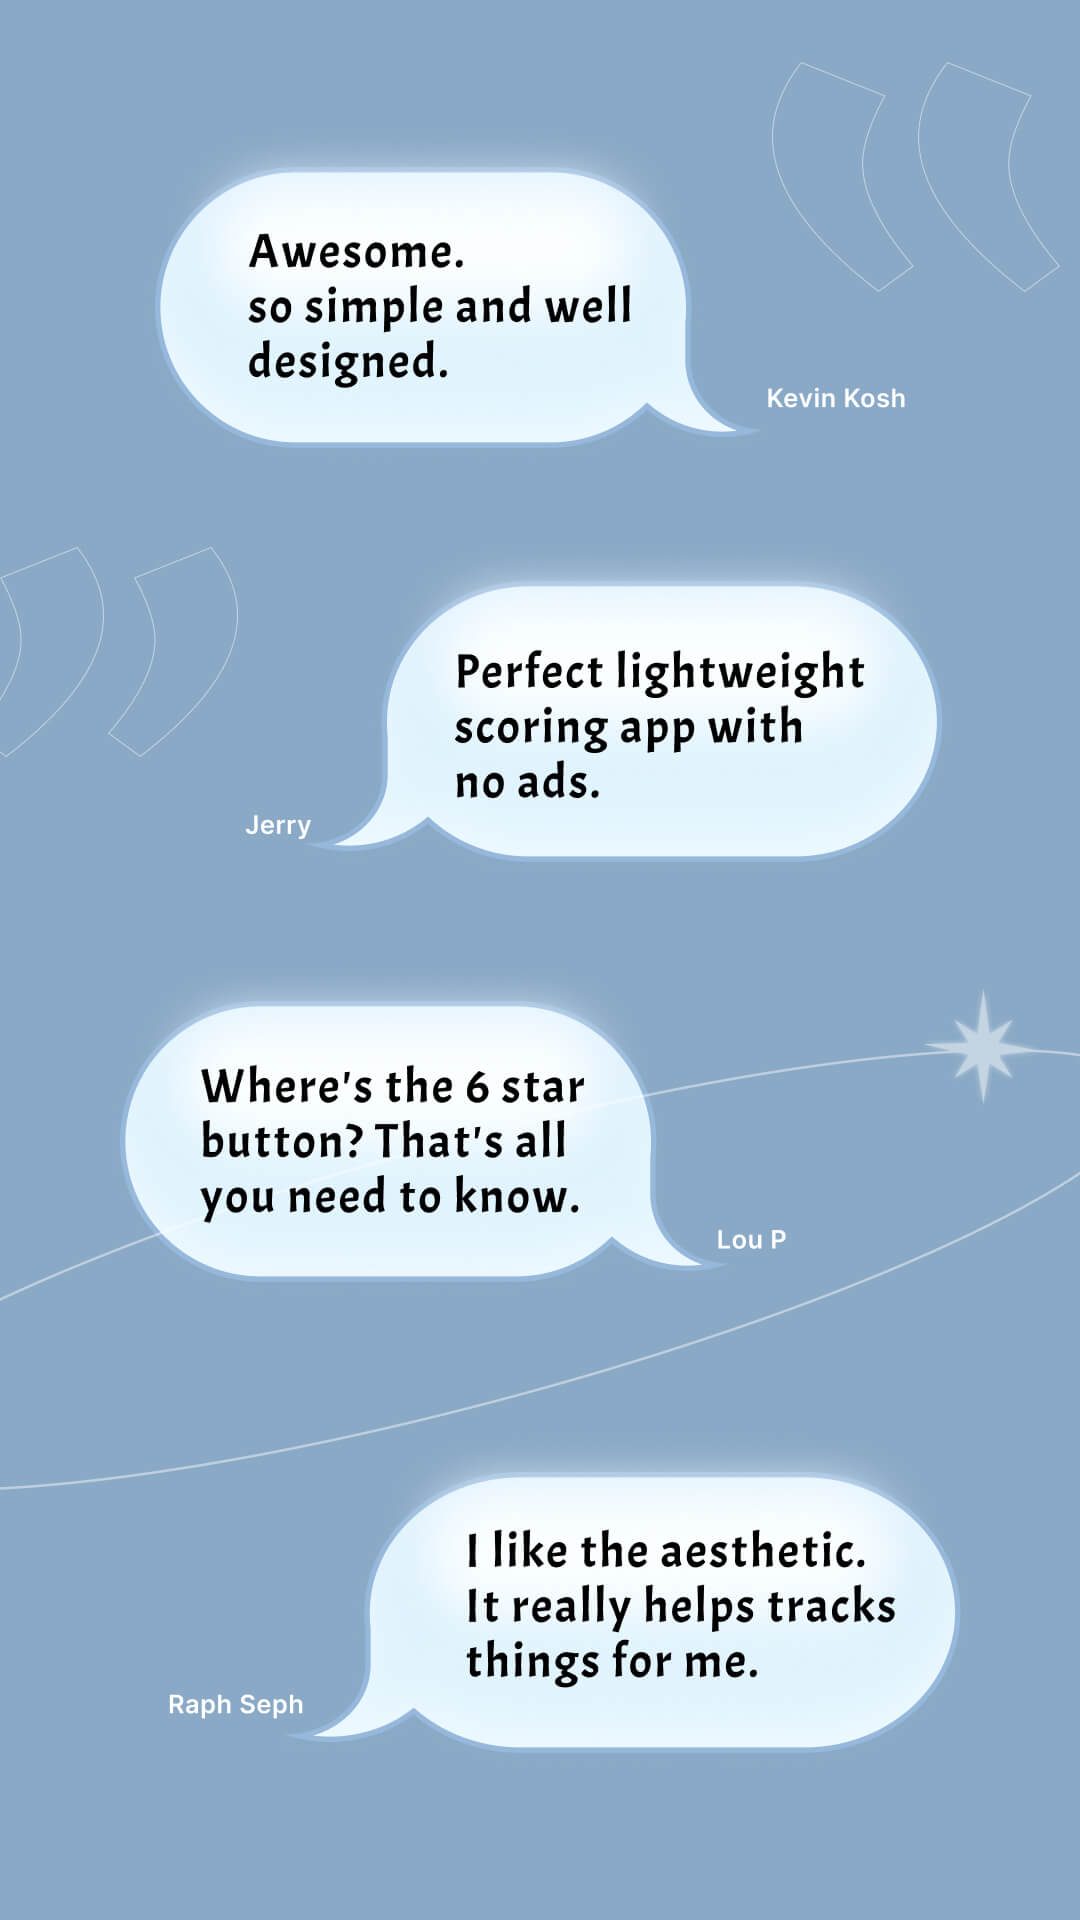 Awesome.
so simple and well
designed.
Kevin Kosh
Perfect lightweight
scoring app with
no ads.
Jerry
Where's the 6 star
button? That's all
you need to know.
Lou P
I like the aesthetic.
It really helps tracks
things for me.
Raph Seph